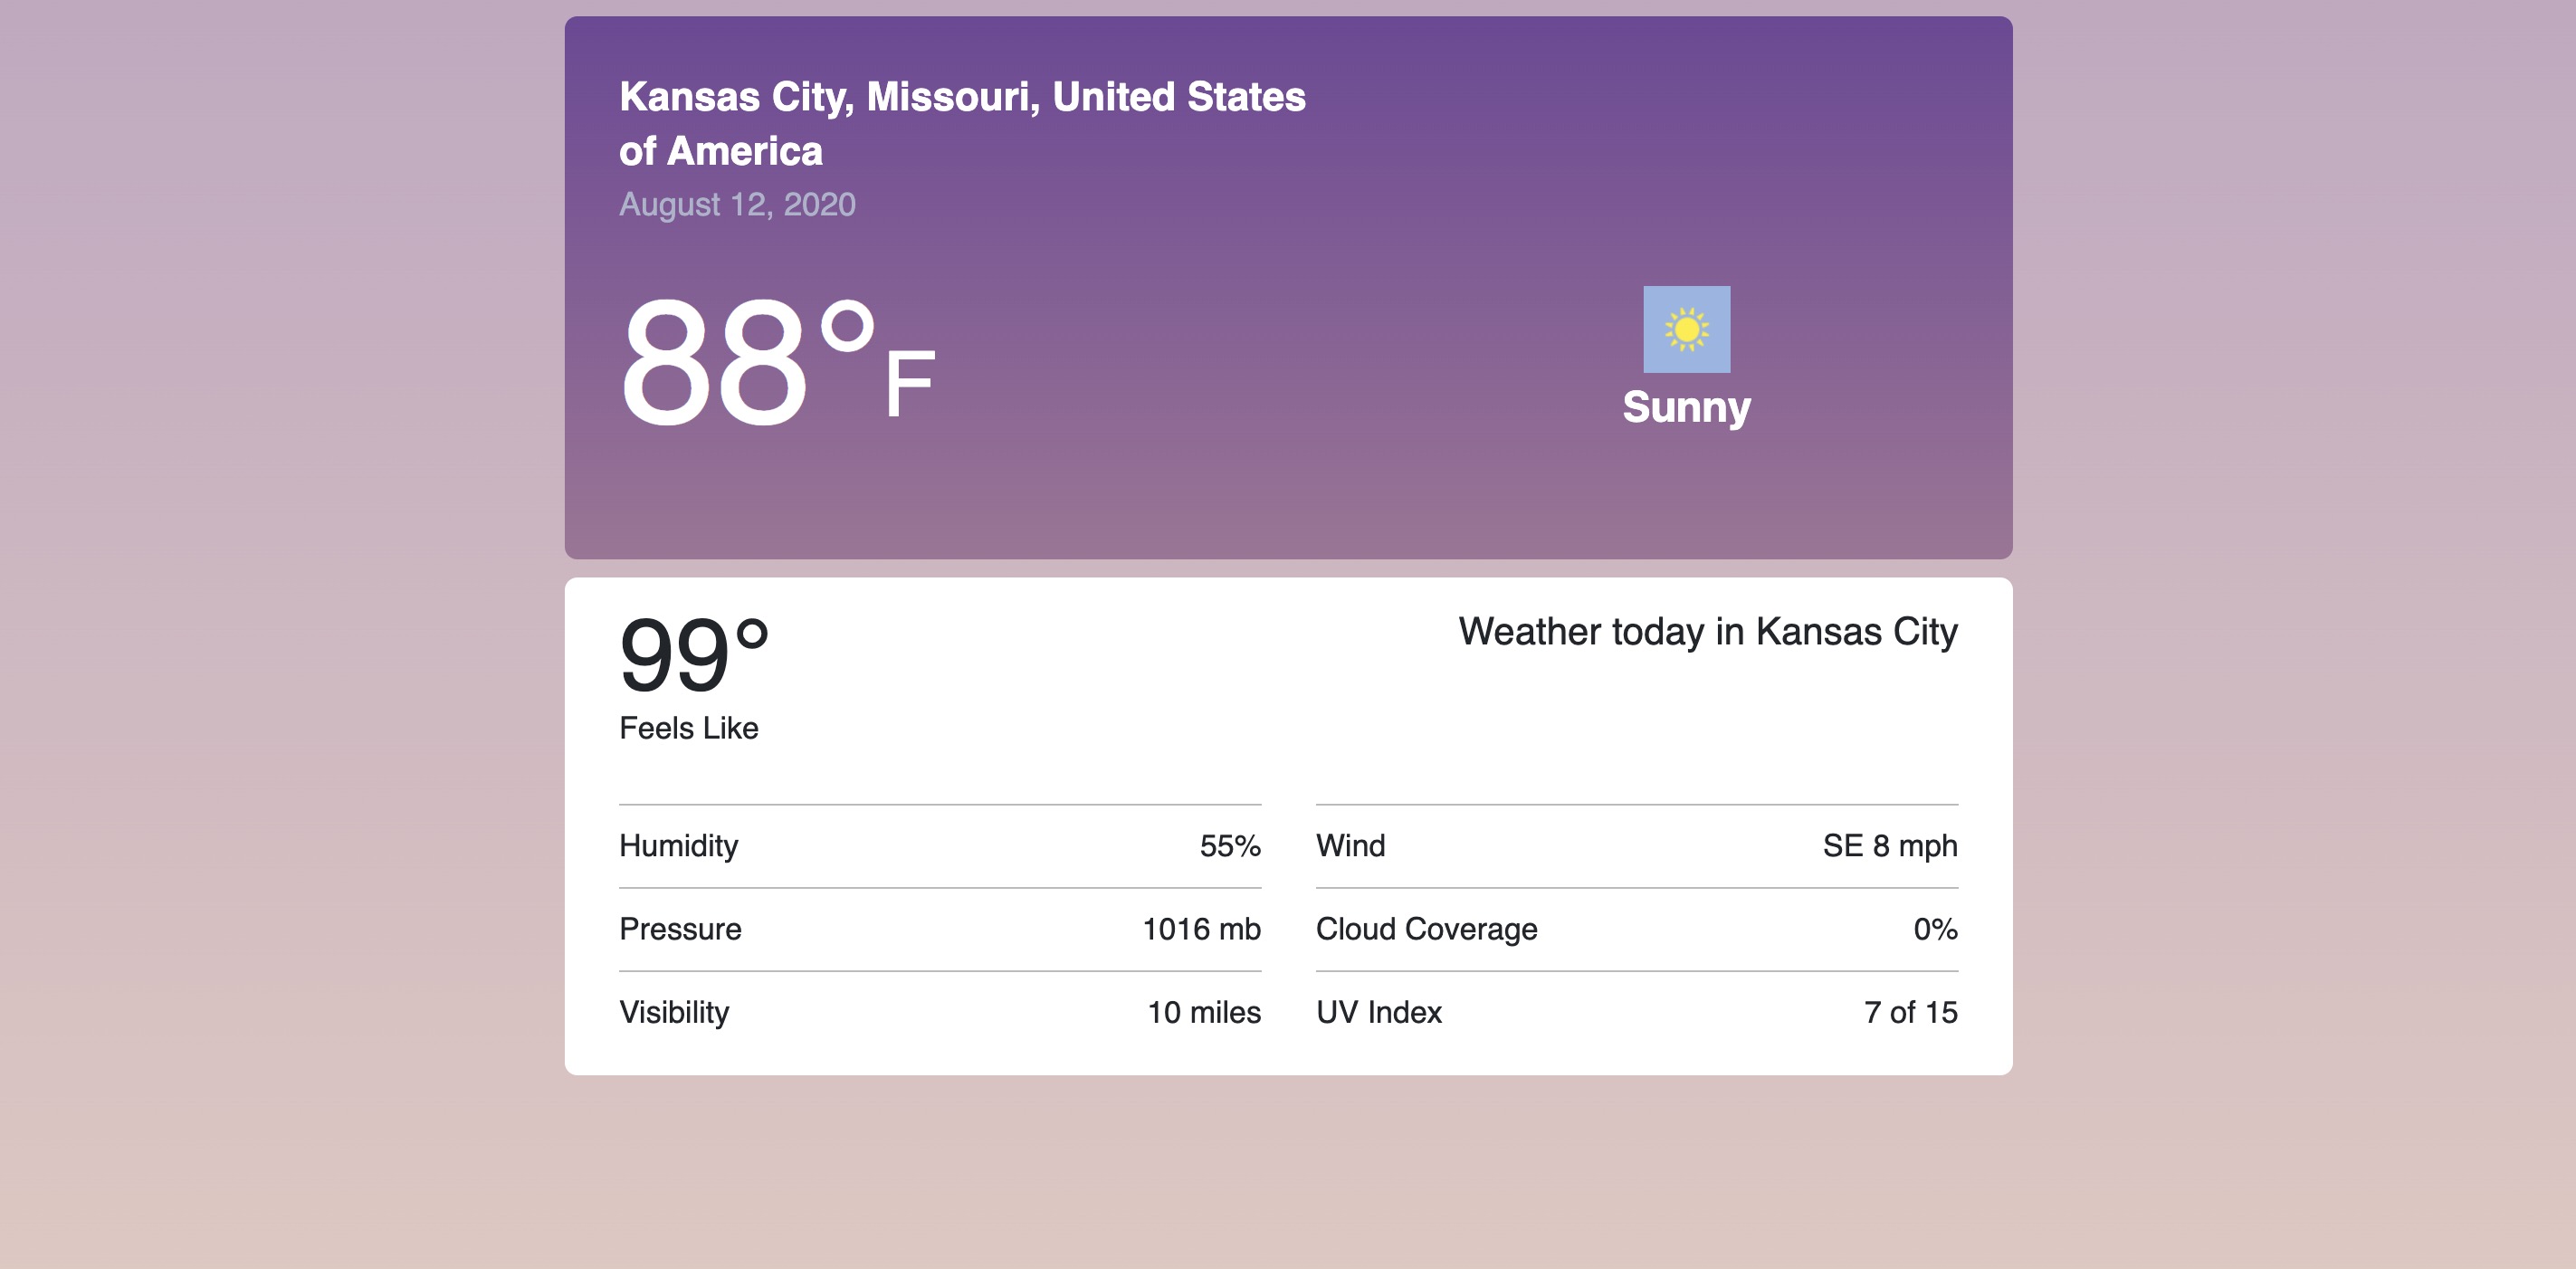 Kansas City, Missouri, United States
of America
August 12, 2020
88°F
Sunny
99°
Feels Like
Weather today in Kansas City
Humidity 55%
Pressure 1016 mb
Visibility 10 miles
Wind SE 8 mph
Cloud Coverage 0%
UV Index 7 of 15